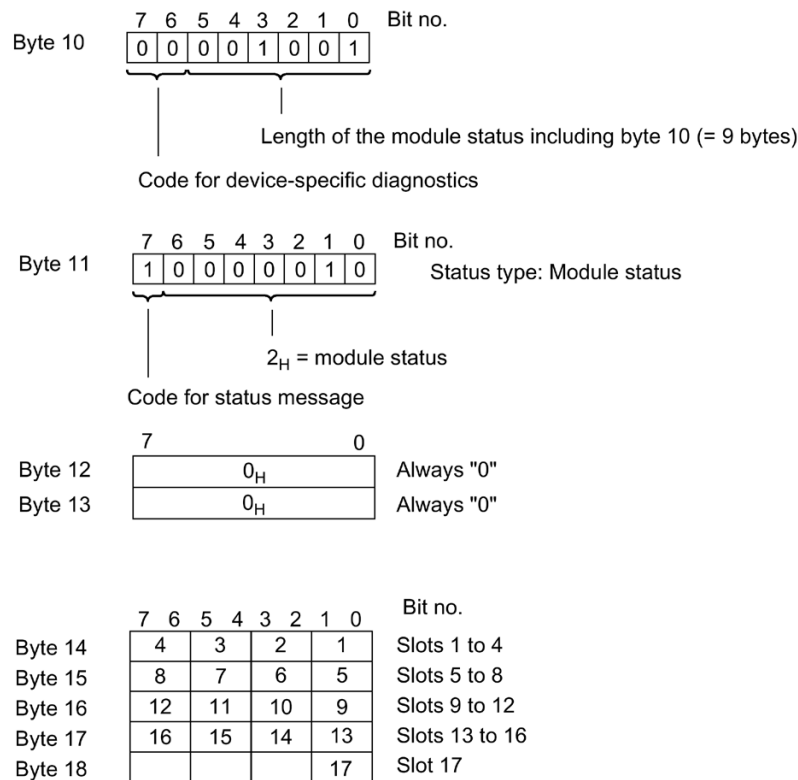 7 6 5 4 3 2 1 0 Bit no.
Byte 10 0 0 0 0 1 0 0 1
Length of the module status including byte 10 (= 9 bytes)
Code for device-specific diagnostics
7 6 5 4 3 2 1 0 Bit no.
Byte 11 1 0 0 0 0 0 1 0 Status type: Module status
2H = module status
Code for status message
7 0
Byte 12 0H Always "0"
Byte 13 0H Always "0"
7 6 5 4 3 2 1 0 Bit no.
Byte 14 4 3 2 1 Slots 1 to 4
Byte 15 8 7 6 5 Slots 5 to 8
Byte 16 12 11 10 9 Slots 9 to 12
Byte 17 16 15 14 13 Slots 13 to 16
Byte 18 17 Slot 17